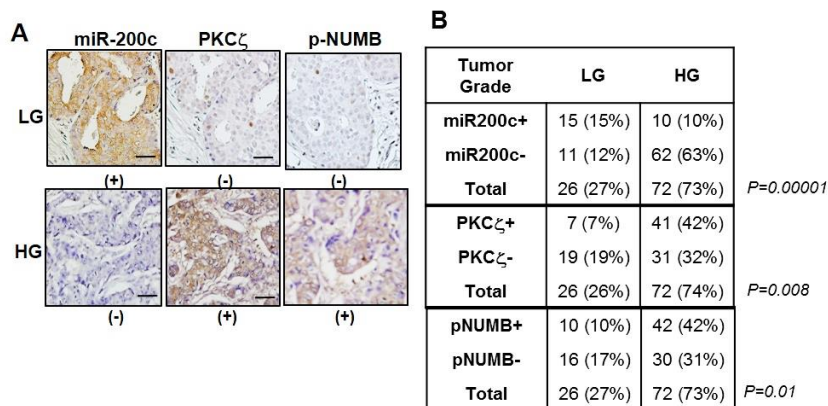 A
miR-200c PKCζ p-NUMB
LG
(+) (-) (-)
HG
(-) (+) (+)
B
Tumor Grade LG HG
miR200c+ 15 (15%) 10 (10%)
miR200c- 11 (12%) 62 (63%)
Total 26 (27%) 72 (73%) P=0.00001
PKCζ+ 7 (7%) 41 (42%)
PKCζ- 19 (19%) 31 (32%)
Total 26 (26%) 72 (74%) P=0.008
pNUMB+ 10 (10%) 42 (42%)
pNUMB- 16 (17%) 30 (31%)
Total 26 (27%) 72 (73%) P=0.01